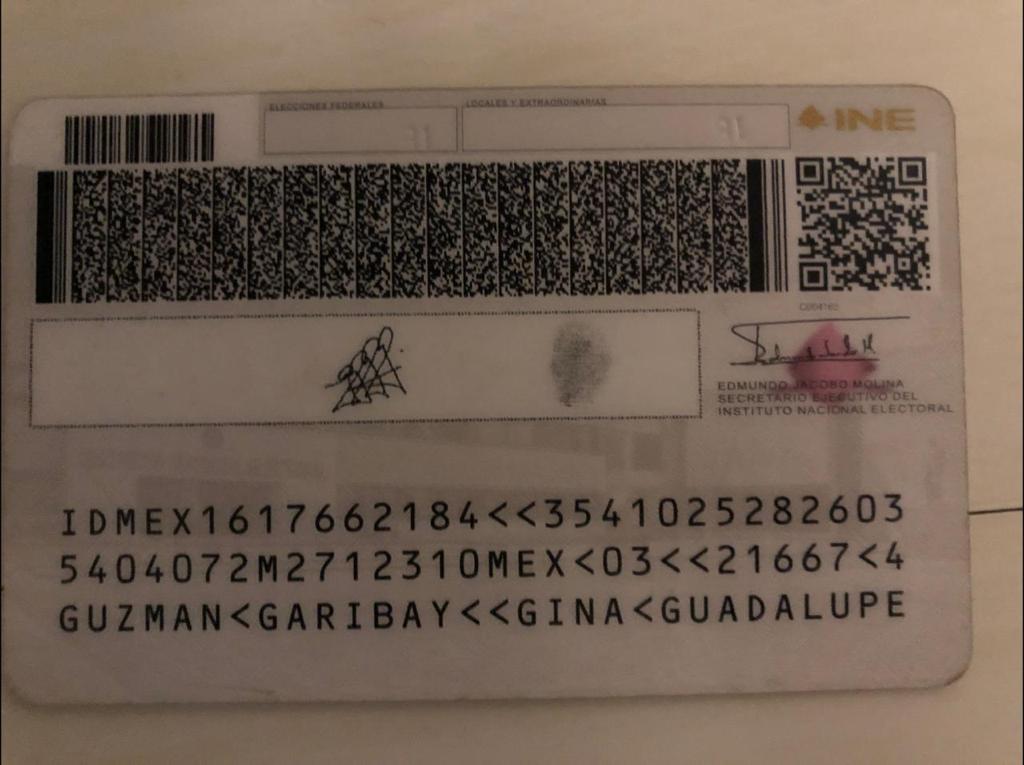 ELECCIONES FEDERALES
LOCALES Y EXTRAORDINARIAS
INE
EDMUNDO JACOBO MOLINA
SECRETARIO EJECUTIVO DEL
INSTITUTO NACIONAL ELECTORAL
IDMEX1617662184<<3541025282603
5404072M2712310MEX<03<<21667<4
GUZMAN<GARIBAY<<GINA<GUADALUPE